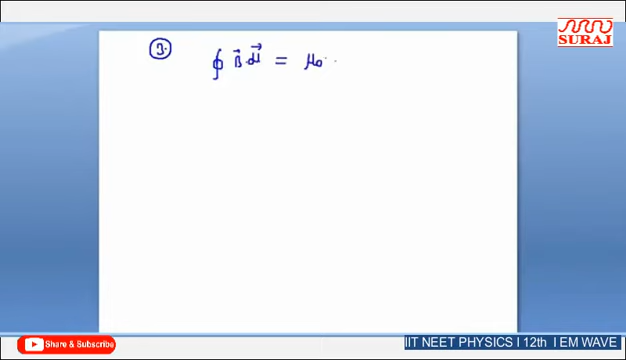 SURAJ
③ ∮ B⃗.dl⃗ = μ₀
Share & Subscribe
IIT NEET PHYSICS I 12th I EM WAVE